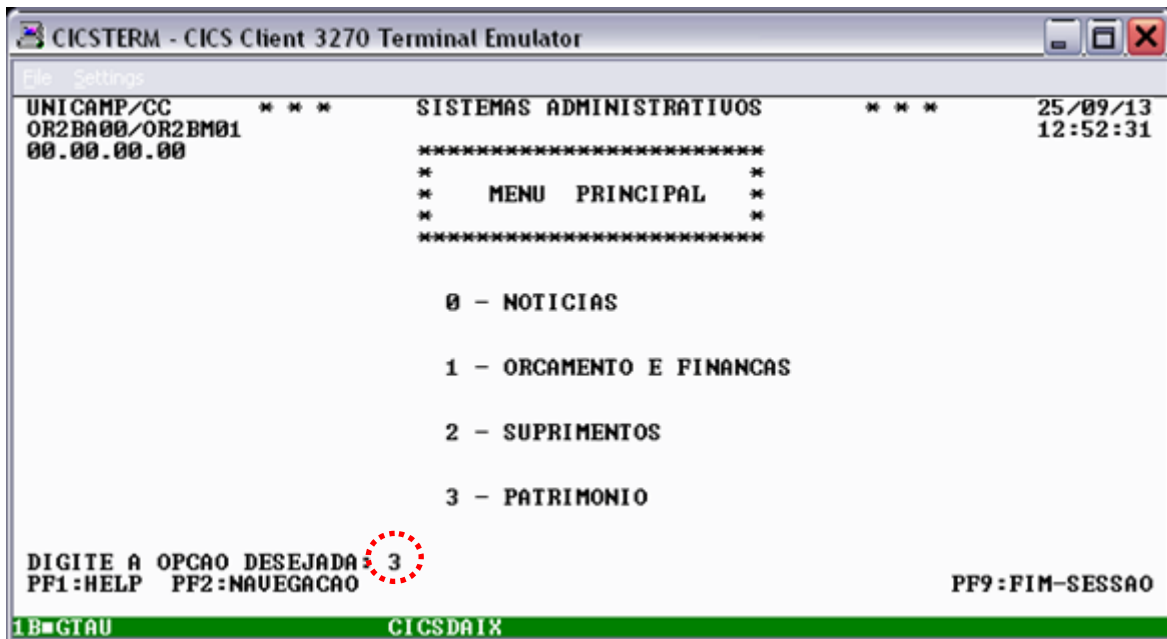 CICSTERM - CICS Client 3270 Terminal Emulator
File Settings
UNICAMP/CC * * * SISTEMAS ADMINISTRATIVOS * * * 25/09/13
OR2BA00/OR2BM01 12:52:31
00.00.00.00 ************************
* *
* MENU PRINCIPAL *
* *
************************
0 - NOTICIAS
1 - ORCAMENTO E FINANCAS
2 - SUPRIMENTOS
3 - PATRIMONIO
DIGITE A OPCAO DESEJADA: 3
PF1:HELP PF2:NAVEGACAO PF9:FIM-SESSAO
1B■GTAU CICSDAIX